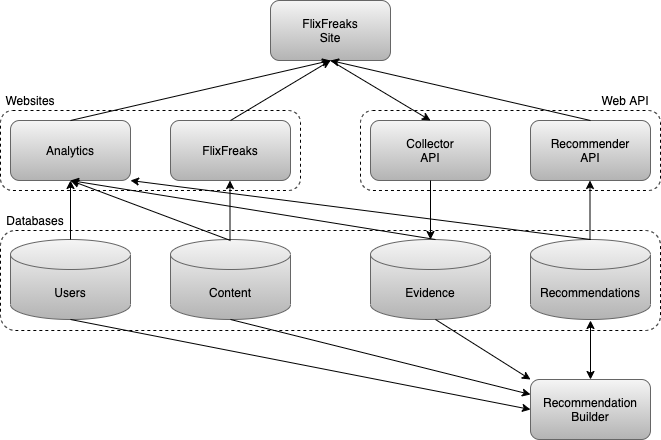 FlixFreaks
Site
Websites
Web API
Analytics
FlixFreaks
Collector
API
Recommender
API
Databases
Users
Content
Evidence
Recommendations
Recommendation
Builder